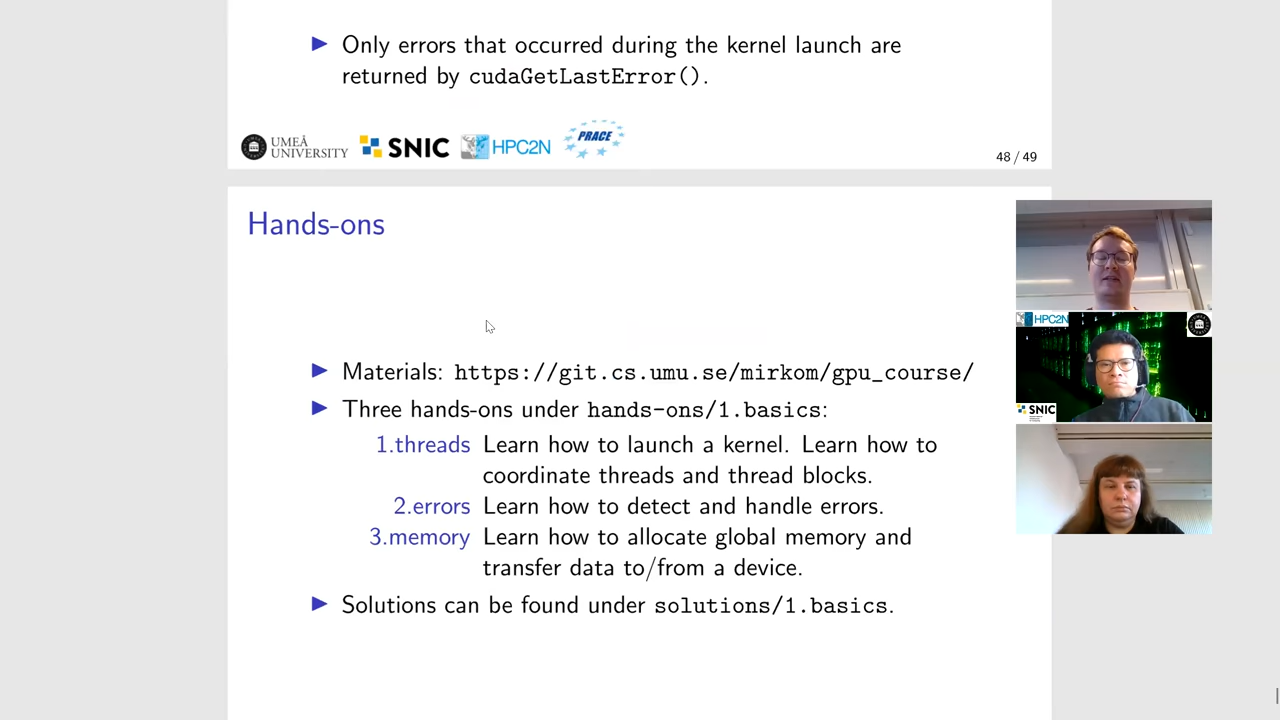 ▶ Only errors that occurred during the kernel launch are
returned by cudaGetLastError().
UMEÅ
UNIVERSITY
SNIC
HPC2N
PRACE
48 / 49
Hands-ons
▶ Materials: https://git.cs.umu.se/mirkom/gpu_course/
▶ Three hands-ons under hands-ons/1.basics:
1.threads Learn how to launch a kernel. Learn how to
coordinate threads and thread blocks.
2.errors Learn how to detect and handle errors.
3.memory Learn how to allocate global memory and
transfer data to/from a device.
▶ Solutions can be found under solutions/1.basics.
HPC2N
SNIC